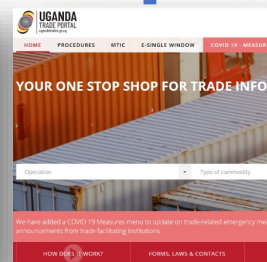 UGANDA
TRADE PORTAL
HOME PROCEDURES MTIC E-SINGLE WINDOW COVID 19 - MEASUR
YOUR ONE STOP SHOP FOR TRADE INFO
Operation Type of commodity
We have added a COVID 19 Measures menu to update on trade-related emergency mea
announcements from trade facilitating institutions.
HOW DOES IT WORK? FORMS, LAWS & CONTACTS